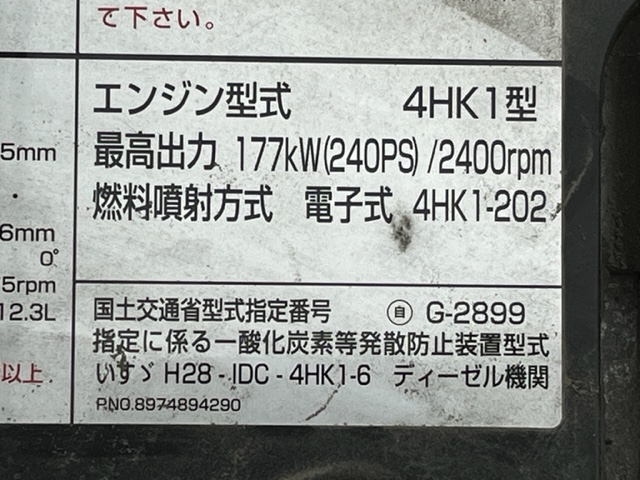 て下さい。
エンジン型式 4HK1型
最高出力 177kW(240PS)/2400rpm
燃料噴射方式 電子式 4HK1-202
国土交通省型式指定番号 �
自 G-2899
指定に係る一酸化炭素等発散防止装置型式
いすゞ H28-JDC-4HK1-6 ディーゼル機関
P.NO.8974894290
5mm
・
6mm
0°
5rpm
12.3L
以上